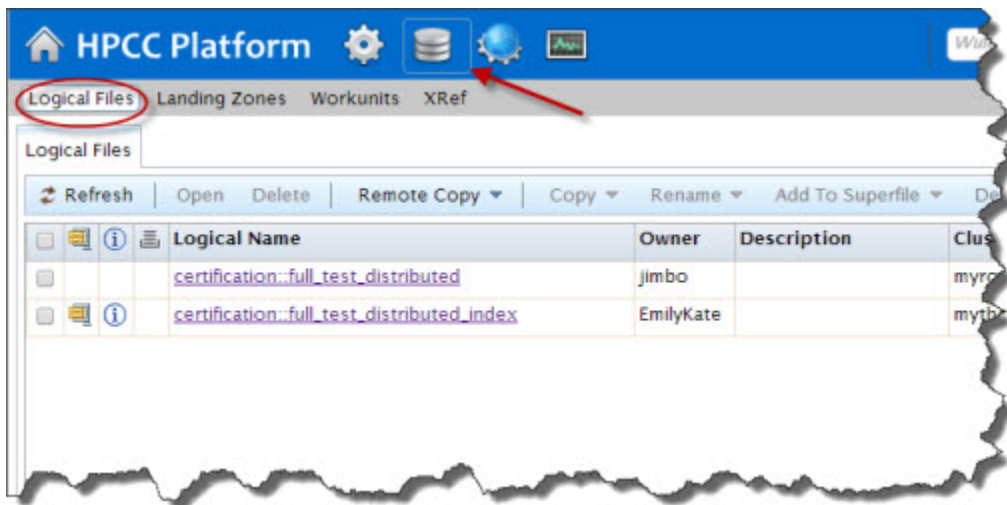 HPCC Platform
Logical Files Landing Zones Workunits XRef
Logical Files
Refresh Open Delete Remote Copy Copy Rename Add To Superfile
Logical Name Owner Description
certification::full_test_distributed jimbo
certification::full_test_distributed_index EmilyKate